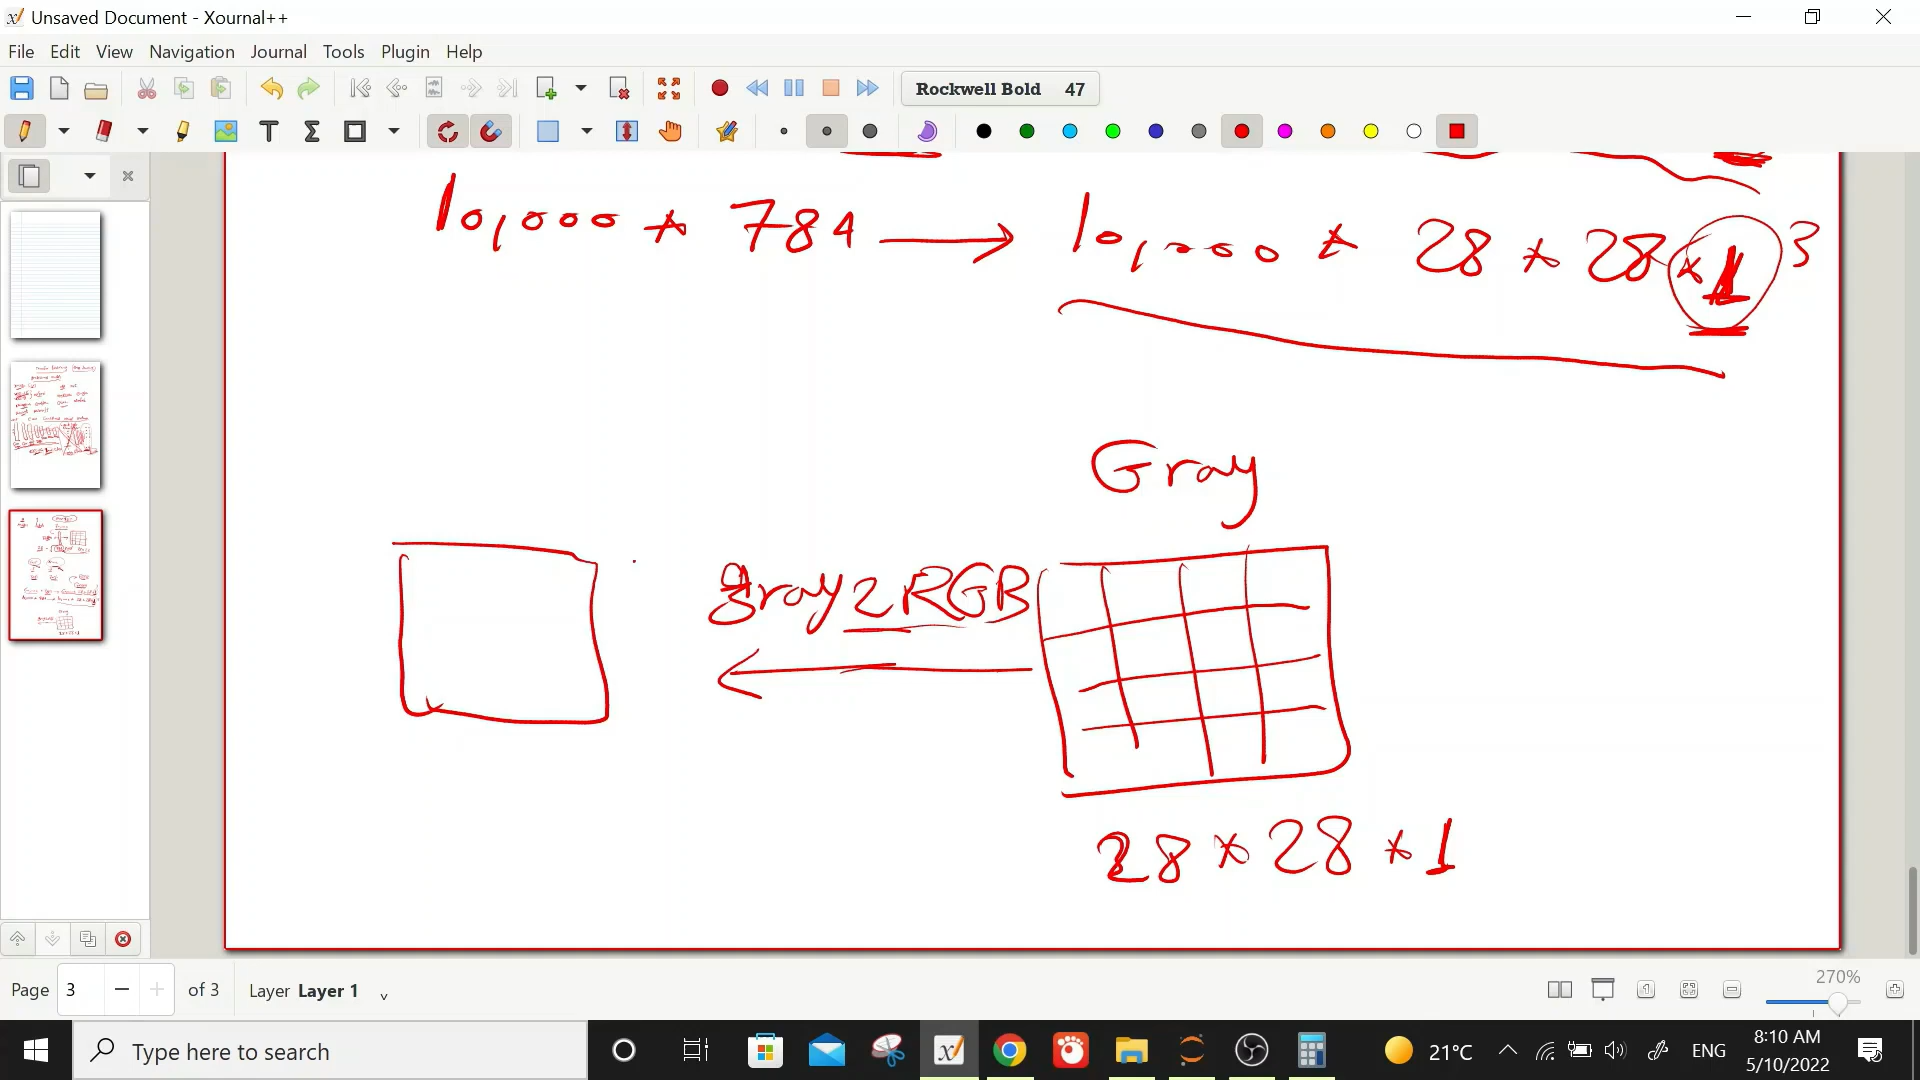 Unsaved Document - Xournal++
File Edit View Navigation Journal Tools Plugin Help
Rockwell Bold 47
10,000 * 784 → 10,000 * 28 * 28 * 1 3
Gray
gray2RGB
28 * 28 * 1
Page 3 of 3 Layer Layer 1
270%
Type here to search
21°C
ENG
8:10 AM
5/10/2022